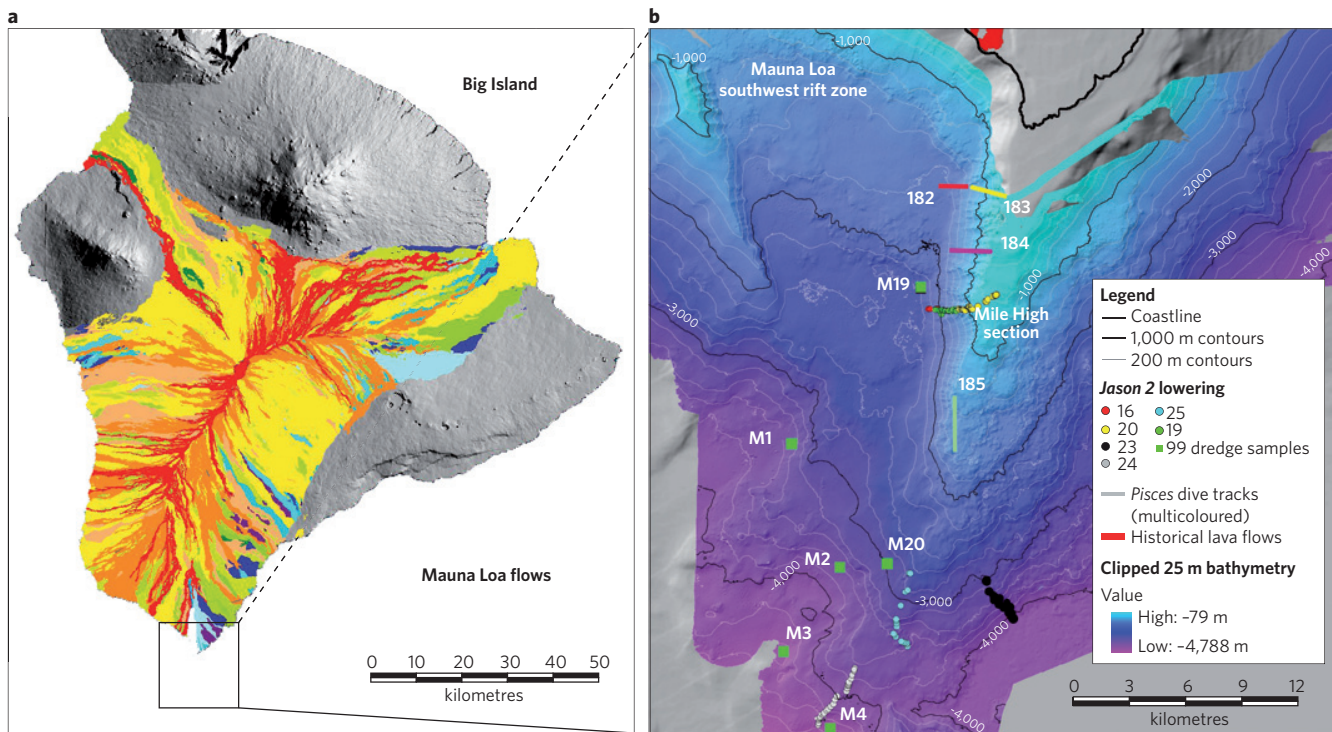 a
Big Island
Mauna Loa flows
0 10 20 30 40 50
kilometres
b
-1,000
-1,000
Mauna Loa
southwest rift zone
-2,000
182
183
184
-3,000
-4,000
M19
-1,000
Mile High
section
-3,000
185
M1
M20
M2
-4,000
-3,000
-4,000
M3
M4
-4,000
Legend
Coastline
1,000 m contours
200 m contours
Jason 2 lowering
16 25
20 19
23 99 dredge samples
24
Pisces dive tracks
(multicoloured)
Historical lava flows
Clipped 25 m bathymetry
Value
High: –79 m
Low: –4,788 m
0 3 6 9 12
kilometres